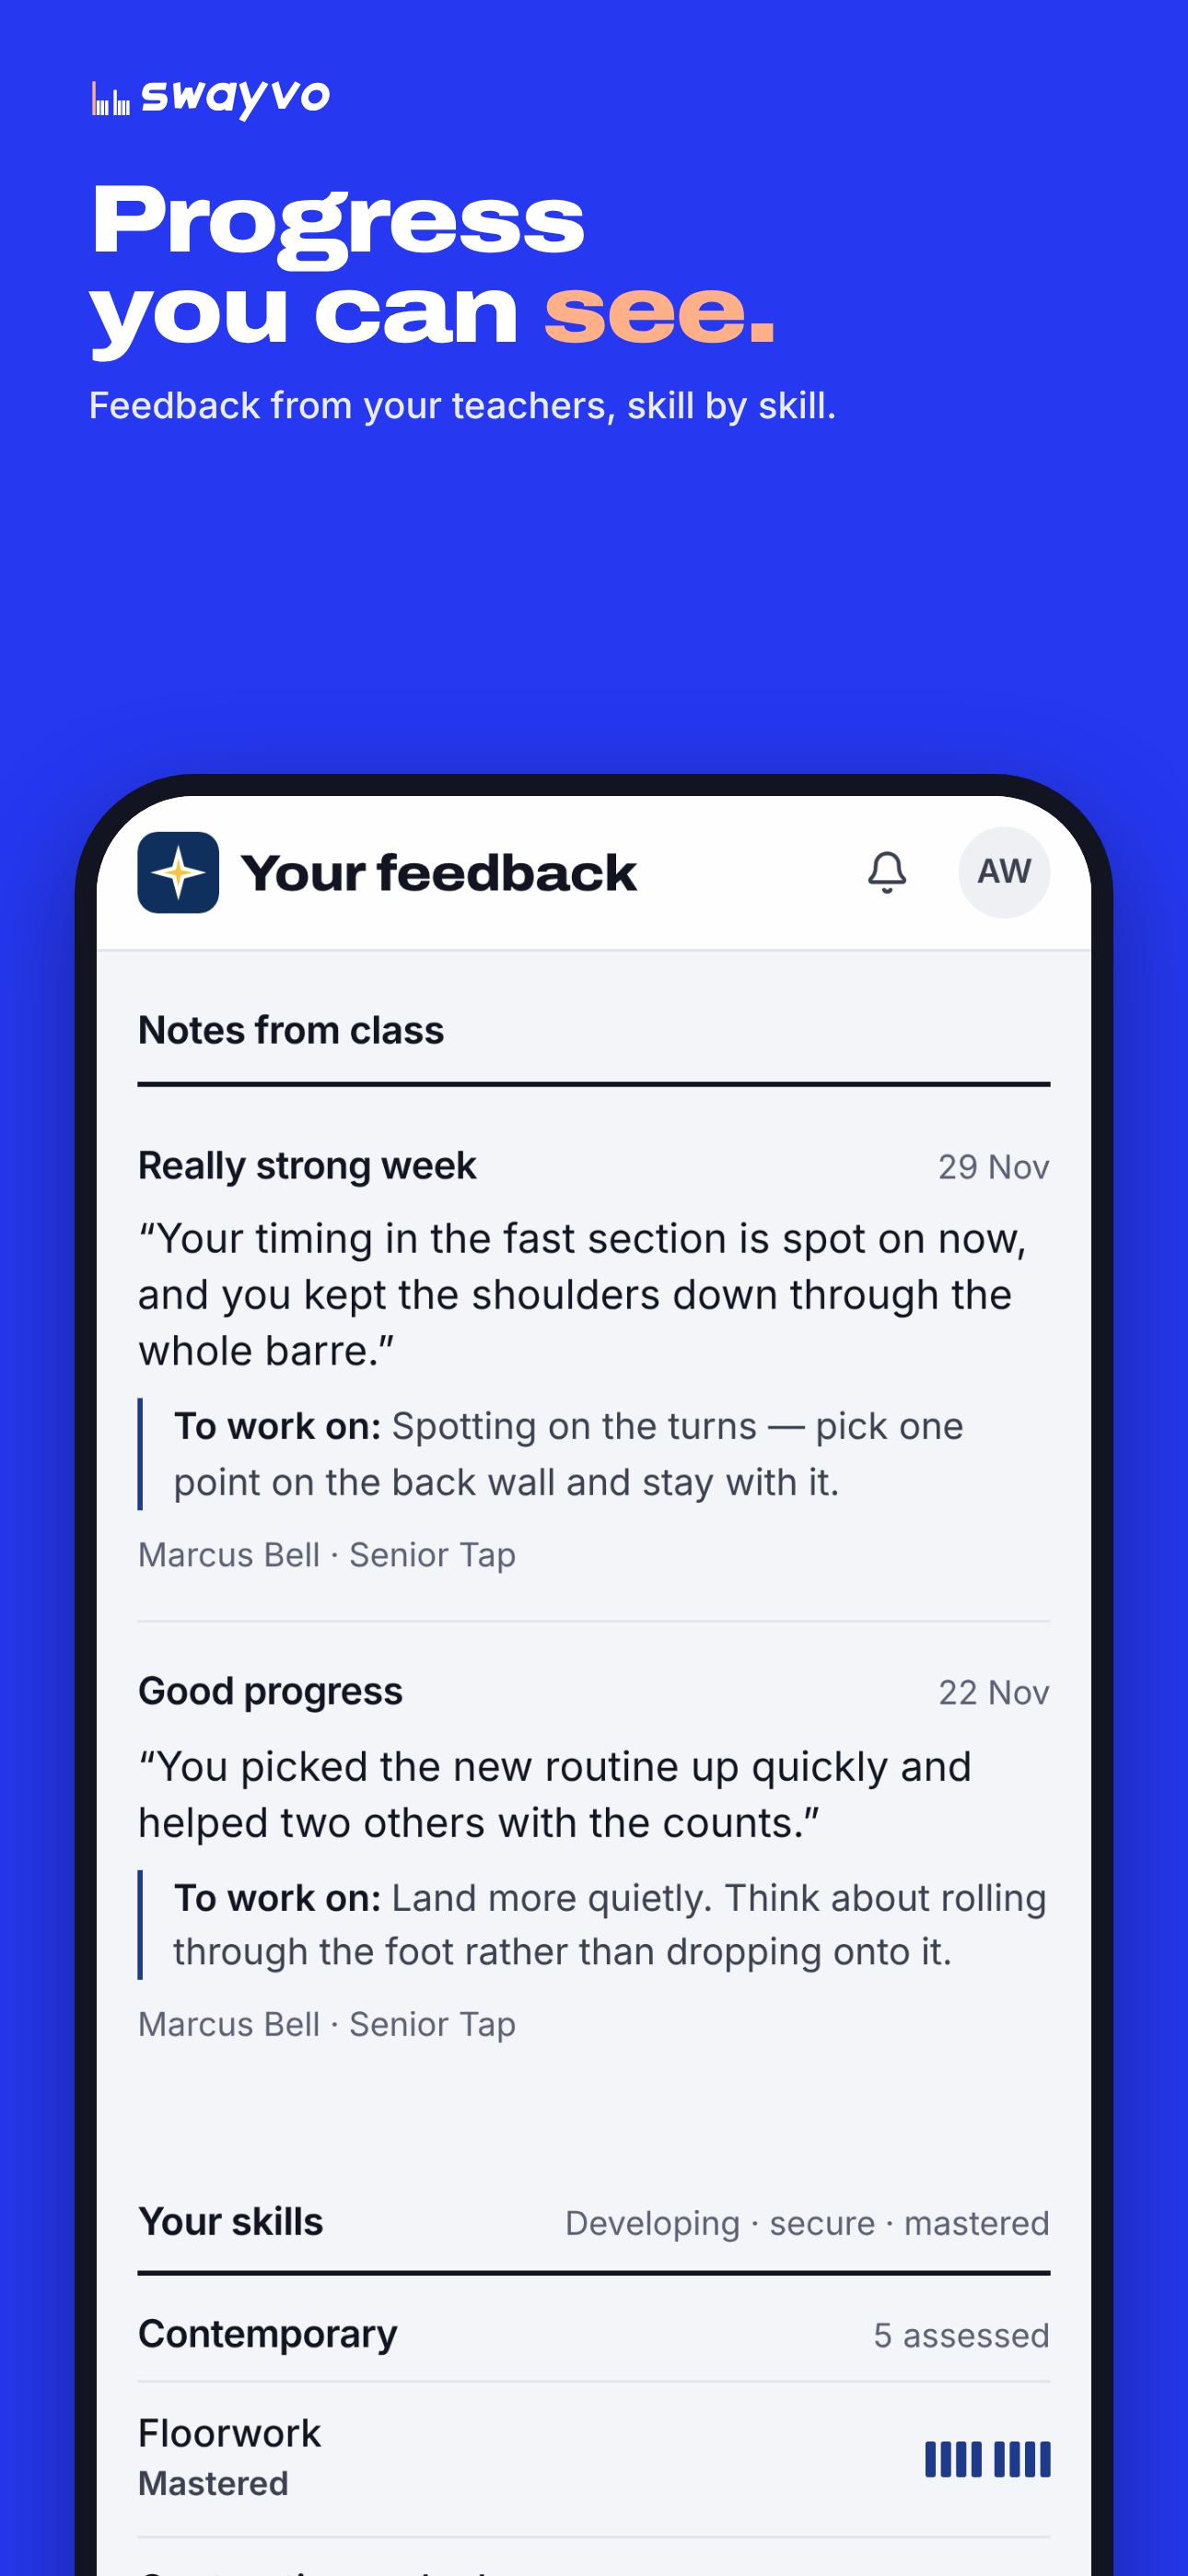 swayvo
Progress
you can see.
Feedback from your teachers, skill by skill.
Your feedback
AW
Notes from class
Really strong week
29 Nov
“Your timing in the fast section is spot on now,
and you kept the shoulders down through the
whole barre.”
To work on: Spotting on the turns — pick one
point on the back wall and stay with it.
Marcus Bell · Senior Tap
Good progress
22 Nov
“You picked the new routine up quickly and
helped two others with the counts.”
To work on: Land more quietly. Think about rolling
through the foot rather than dropping onto it.
Marcus Bell · Senior Tap
Your skills
Developing · secure · mastered
Contemporary
5 assessed
Floorwork
Mastered